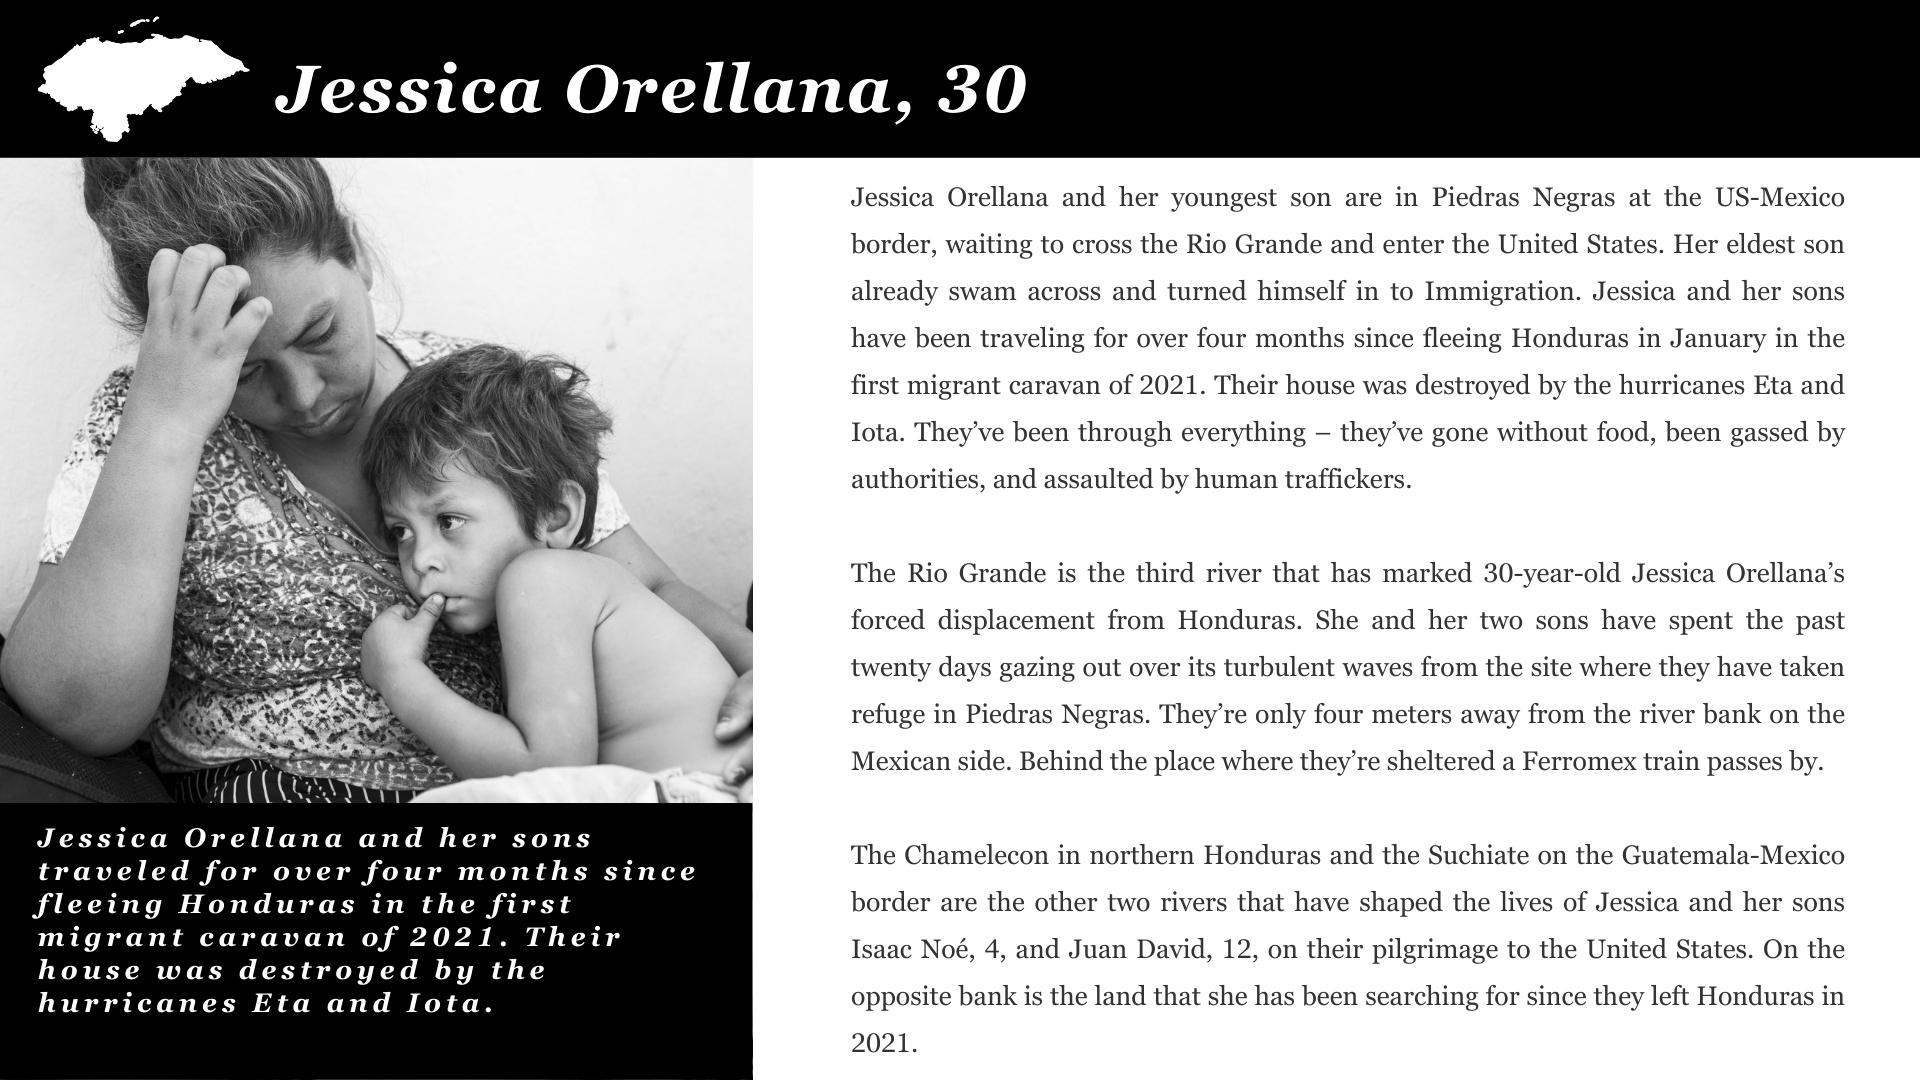 Jessica Orellana, 30
Jessica Orellana and her sons
traveled for over four months since
fleeing Honduras in the first
migrant caravan of 2021. Their
house was destroyed by the
hurricanes Eta and Iota.
Jessica Orellana and her youngest son are in Piedras Negras at the US-Mexico
border, waiting to cross the Rio Grande and enter the United States. Her eldest son
already swam across and turned himself in to Immigration. Jessica and her sons
have been traveling for over four months since fleeing Honduras in January in the
first migrant caravan of 2021. Their house was destroyed by the hurricanes Eta and
Iota. They’ve been through everything – they’ve gone without food, been gassed by
authorities, and assaulted by human traffickers.
The Rio Grande is the third river that has marked 30-year-old Jessica Orellana’s
forced displacement from Honduras. She and her two sons have spent the past
twenty days gazing out over its turbulent waves from the site where they have taken
refuge in Piedras Negras. They’re only four meters away from the river bank on the
Mexican side. Behind the place where they’re sheltered a Ferromex train passes by.
The Chamelecon in northern Honduras and the Suchiate on the Guatemala-Mexico
border are the other two rivers that have shaped the lives of Jessica and her sons
Isaac Noé, 4, and Juan David, 12, on their pilgrimage to the United States. On the
opposite bank is the land that she has been searching for since they left Honduras in
2021.